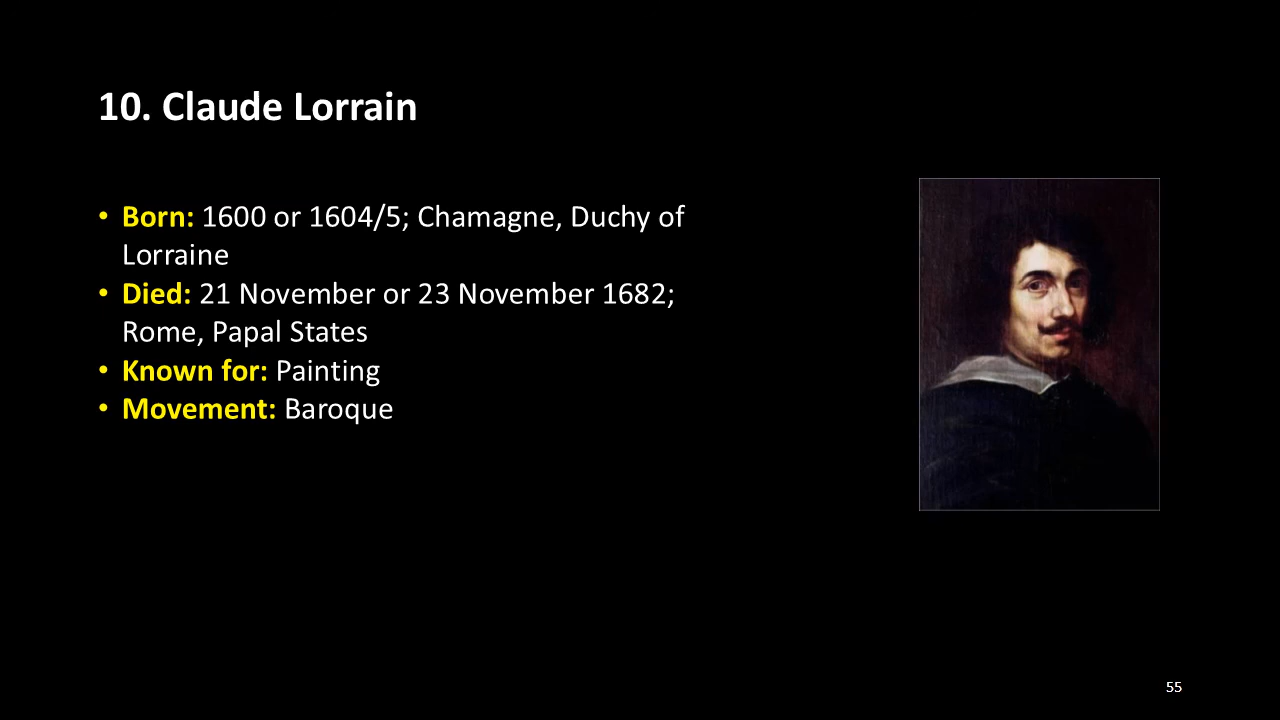 10. Claude Lorrain
• Born: 1600 or 1604/5; Chamagne, Duchy of
Lorraine
• Died: 21 November or 23 November 1682;
Rome, Papal States
• Known for: Painting
• Movement: Baroque
55